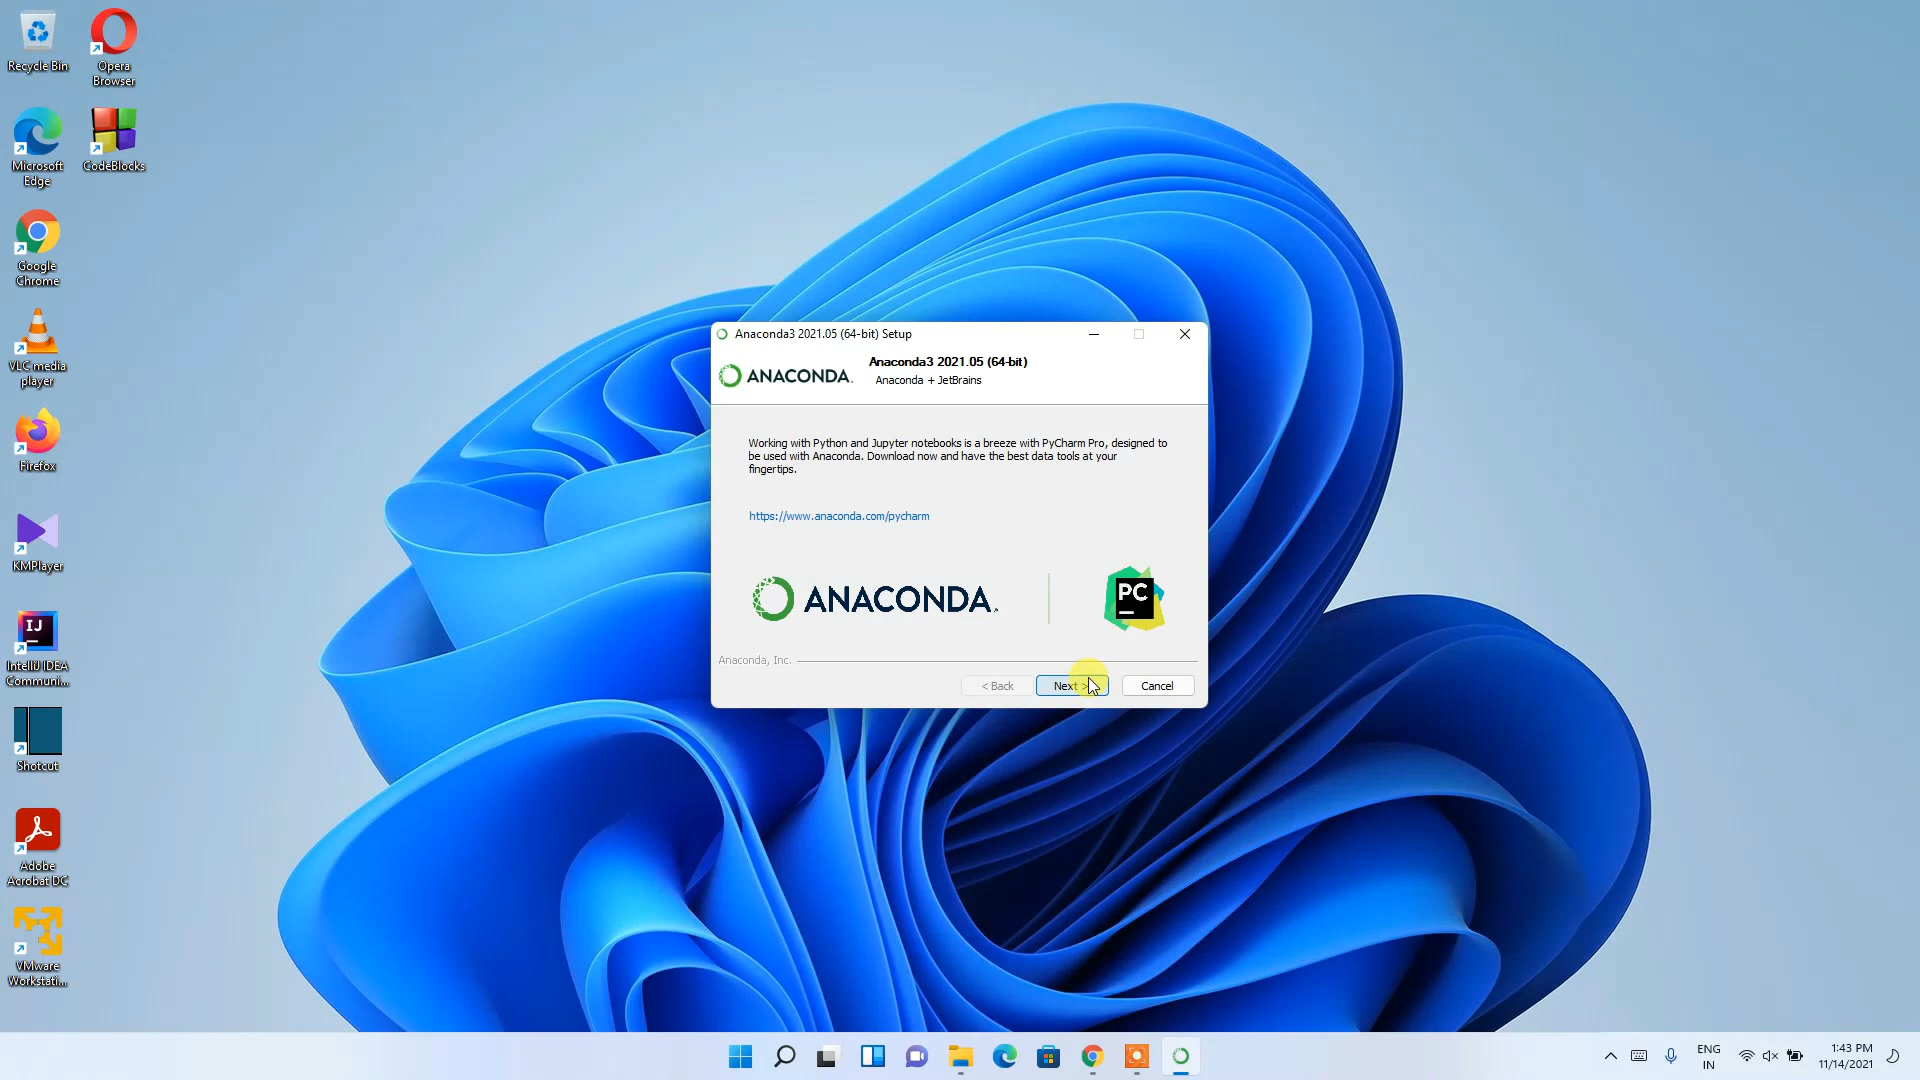 Recycle Bin
Opera
Browser
Microsoft
Edge
CodeBlocks
Google
Chrome
VLC media
player
Firefox
KMPlayer
IJ
IntelliJ IDEA
Communi...
Shotcut
Adobe
Acrobat DC
VMware
Workstati...
Anaconda3 2021.05 (64-bit) Setup
ANACONDA.
Anaconda3 2021.05 (64-bit)
Anaconda + JetBrains
Working with Python and Jupyter notebooks is a breeze with PyCharm Pro, designed to
be used with Anaconda. Download now and have the best data tools at your
fingertips.
https://www.anaconda.com/pycharm
ANACONDA.
PC
Anaconda, Inc.
< Back
Next >
Cancel
ENG
IN
1:43 PM
11/14/2021